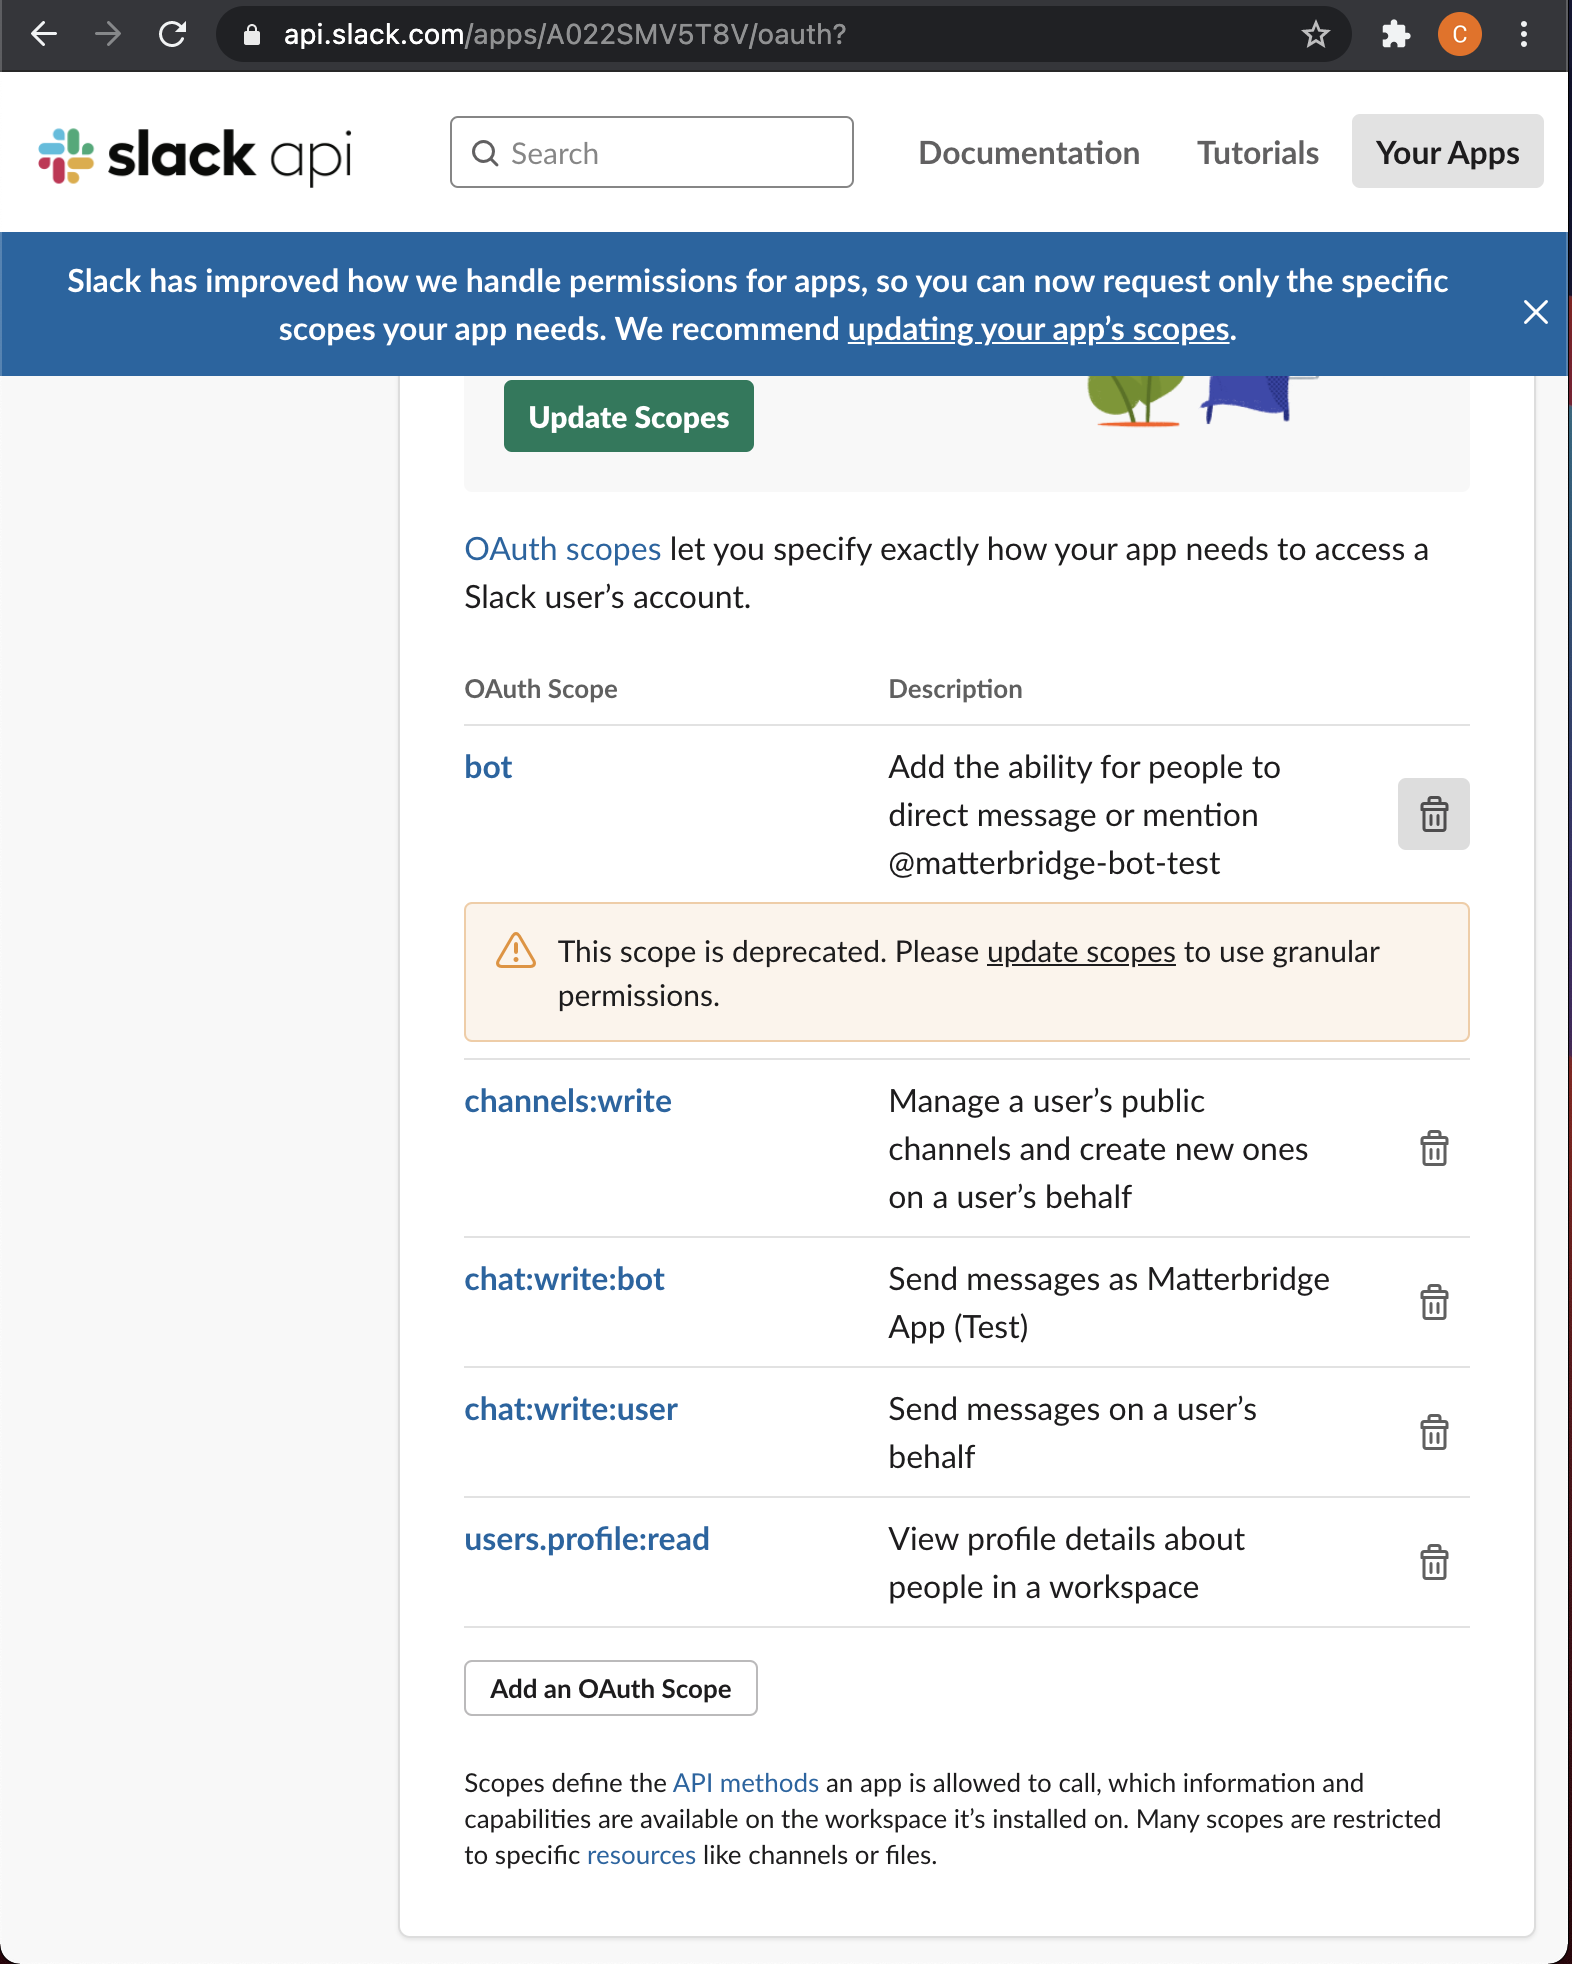 api.slack.com/apps/A022SMV5T8V/oauth?
C
slack api
Search
Documentation
Tutorials
Your Apps
Slack has improved how we handle permissions for apps, so you can now request only the specific
scopes your app needs. We recommend updating your app’s scopes.
Update Scopes
OAuth scopes let you specify exactly how your app needs to access a
Slack user’s account.
OAuth Scope
Description
bot
Add the ability for people to
direct message or mention
@matterbridge-bot-test
This scope is deprecated. Please update scopes to use granular
permissions.
channels:write
Manage a user’s public
channels and create new ones
on a user’s behalf
chat:write:bot
Send messages as Matterbridge
App (Test)
chat:write:user
Send messages on a user’s
behalf
users.profile:read
View profile details about
people in a workspace
Add an OAuth Scope
Scopes define the API methods an app is allowed to call, which information and
capabilities are available on the workspace it’s installed on. Many scopes are restricted
to specific resources like channels or files.